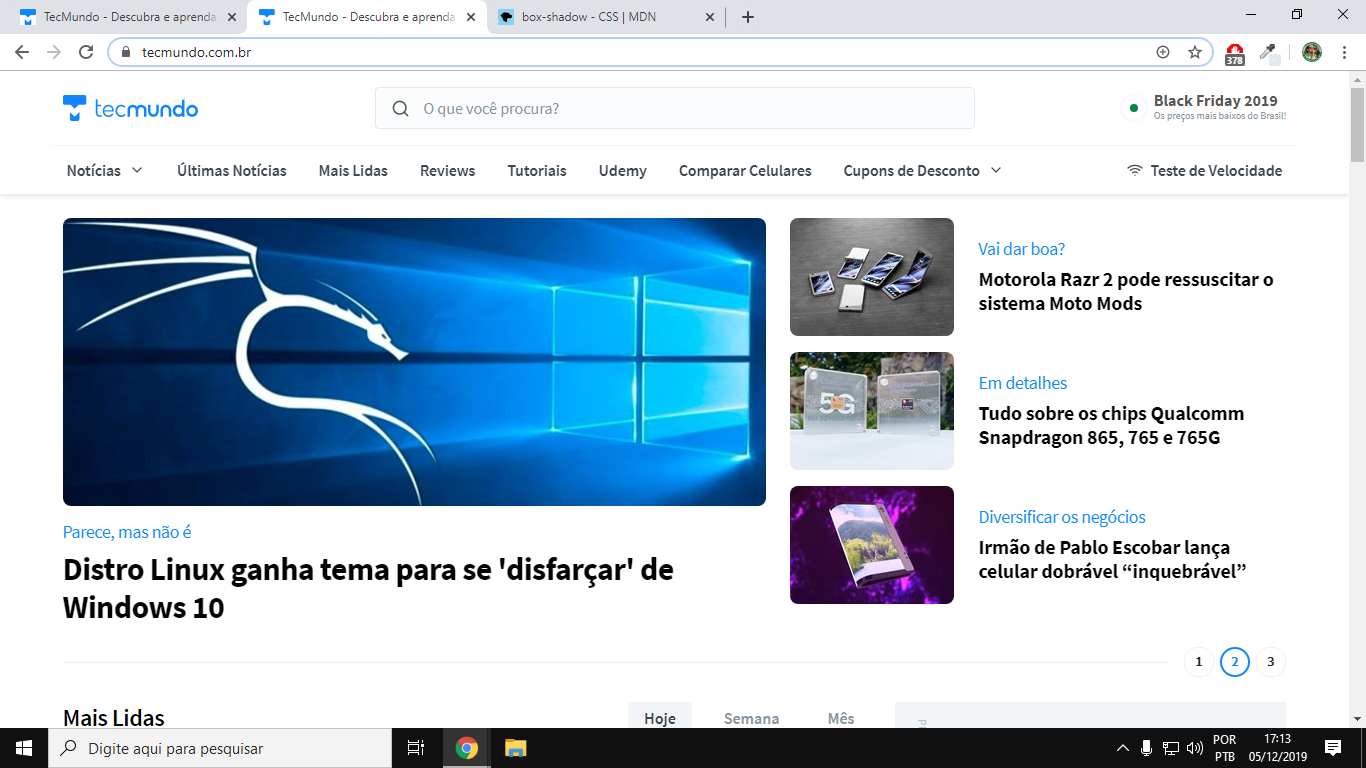 TecMundo - Descubra e aprenda
TecMundo - Descubra e aprenda
box-shadow - CSS | MDN
tecmundo.com.br
378
tecmundo
O que você procura?
Black Friday 2019
Os preços mais baixos do Brasil!
Notícias
Últimas Notícias
Mais Lidas
Reviews
Tutoriais
Udemy
Comparar Celulares
Cupons de Desconto
Teste de Velocidade
Parece, mas não é
Distro Linux ganha tema para se 'disfarçar' de
Windows 10
Vai dar boa?
Motorola Razr 2 pode ressuscitar o
sistema Moto Mods
5G
Em detalhes
Tudo sobre os chips Qualcomm
Snapdragon 865, 765 e 765G
Diversificar os negócios
Irmão de Pablo Escobar lança
celular dobrável “inquebrável”
1
2
3
Mais Lidas
Hoje
Semana
Mês
Digite aqui para pesquisar
POR
PTB
17:13
05/12/2019